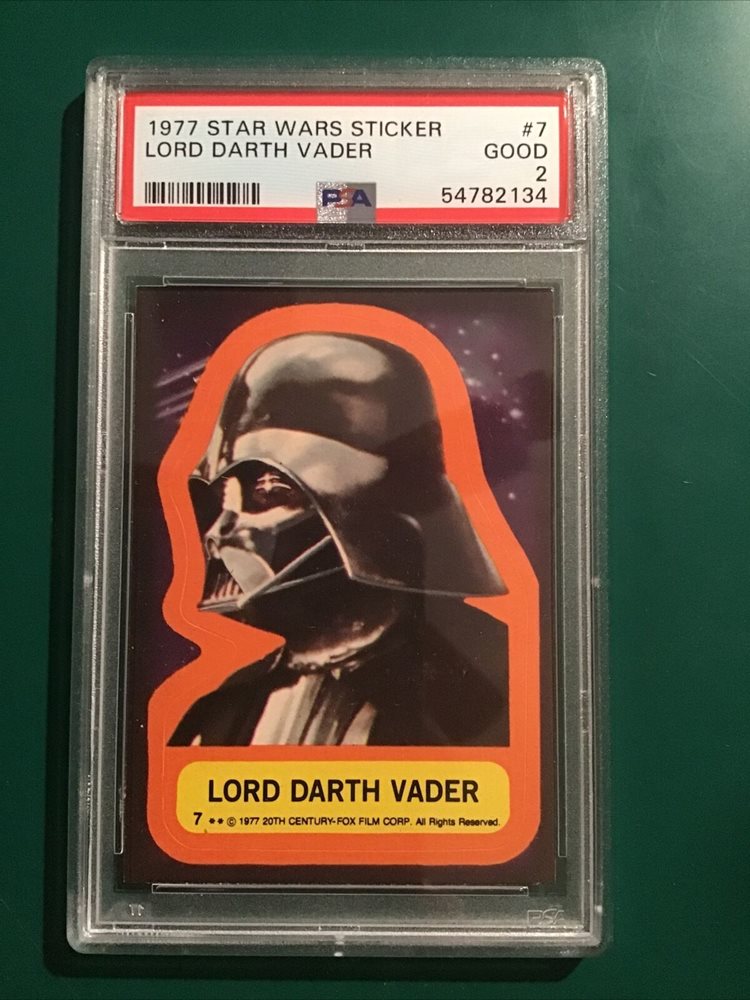 1977 STAR WARS STICKER #7
LORD DARTH VADER GOOD
2
PSA 54782134
LORD DARTH VADER
7 ** © 1977 20TH CENTURY-FOX FILM CORP. All Rights Reserved.
PSA